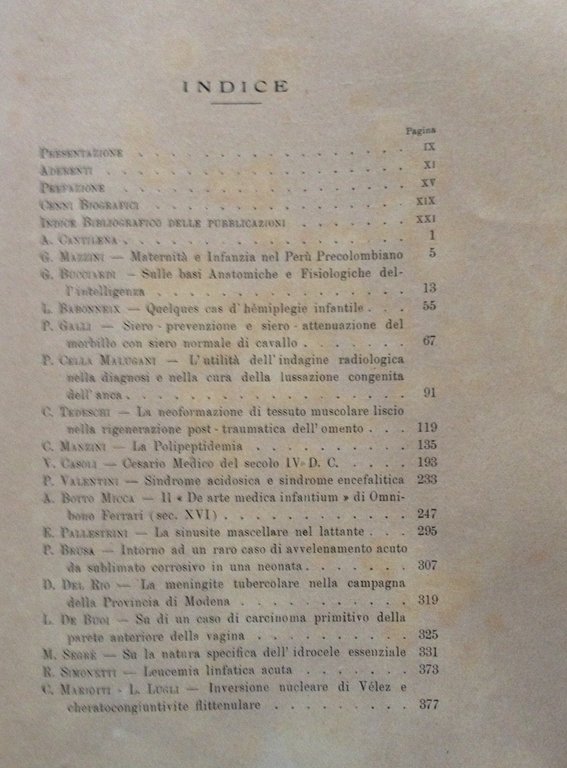 INDICE
Pagina
PRESENTAZIONE . . . . . . . . . . . . . . IX
ADERENTI . . . . . . . . . . . . . . . . XI
PREFAZIONE . . . . . . . . . . . . . . . XV
CENNI BIOGRAFICI . . . . . . . . . . . . . XIX
INDICE BIBLIOGRAFICO DELLE PUBBLICAZIONI . . . . . . XXI
A. CANTILENA . . . . . . . . . . . . . . 1
G. MAZZINI — Maternità e Infanzia nel Perù Precolombiano 5
G. BUCCIARDI — Sulle basi Anatomiche e Fisiologiche del-
l'intelligenza . . . . . . . . . . . . . 13
L. BABONNEIX — Quelques cas d'hêmiplegie infantile . . . 55
P. GALLI — Siero-prevenzione e siero-attenuazione del
morbillo con siero normale di cavallo . . . . . . 67
P. CELLA MALUGANI — L'utilità dell'indagine radiologica
nella diagnosi e nella cura della lussazione congenita
dell'anca . . . . . . . . . . . . . . . 91
C. TEDESCHI — La neoformazione di tessuto muscolare liscio
nella rigenerazione post-traumatica dell'omento . . . 119
C. MANZINI — La Polipeptidemia . . . . . . . . . 135
V. CASOLI — Cesario Medico del secolo IV° D. C. . . . . 193
P. VALENTINI — Sindrome acidosica e sindrome encefalitica 233
A. BOTTO MICCA — Il « De arte medica infantium » di Omni-
bono Ferrari (sec. XVI) . . . . . . . . . . . 247
E. PALLESTRINI — La sinusite mascellare nel lattante . . . 295
P. BRUSA — Intorno ad un raro caso di avvelenamento acuto
da sublimato corrosivo in una neonata . . . . . . 307
D. DEL RIO — La meningite tubercolare nella campagna
della Provincia di Modena . . . . . . . . . . 319
L. DE BUOI — Su di un caso di carcinoma primitivo della
parete anteriore della vagina . . . . . . . . . 325
M. SEGRÈ — Su la natura specifica dell'idrocele essenziale 331
R. SIMONETTI — Leucemia linfatica acuta . . . . . . 373
C. MARIOTTI - L. LUGLI — Inversione nucleare di Vélez e
cheratocongiuntivite flittenulare . . . . . . . . 377